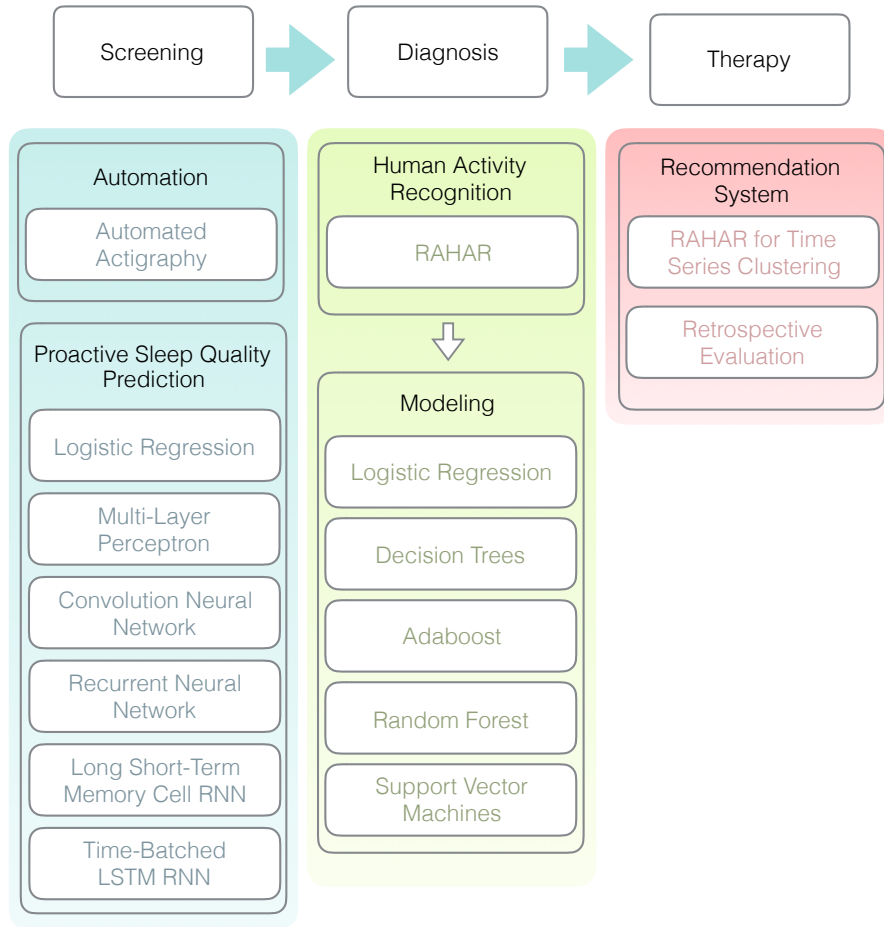 Screening
Diagnosis
Therapy
Automation
Automated
Actigraphy
Proactive Sleep Quality
Prediction
Logistic Regression
Multi-Layer
Perceptron
Convolution Neural
Network
Recurrent Neural
Network
Long Short-Term
Memory Cell RNN
Time-Batched
LSTM RNN
Human Activity
Recognition
RAHAR
Modeling
Logistic Regression
Decision Trees
Adaboost
Random Forest
Support Vector
Machines
Recommendation
System
RAHAR for Time
Series Clustering
Retrospective
Evaluation